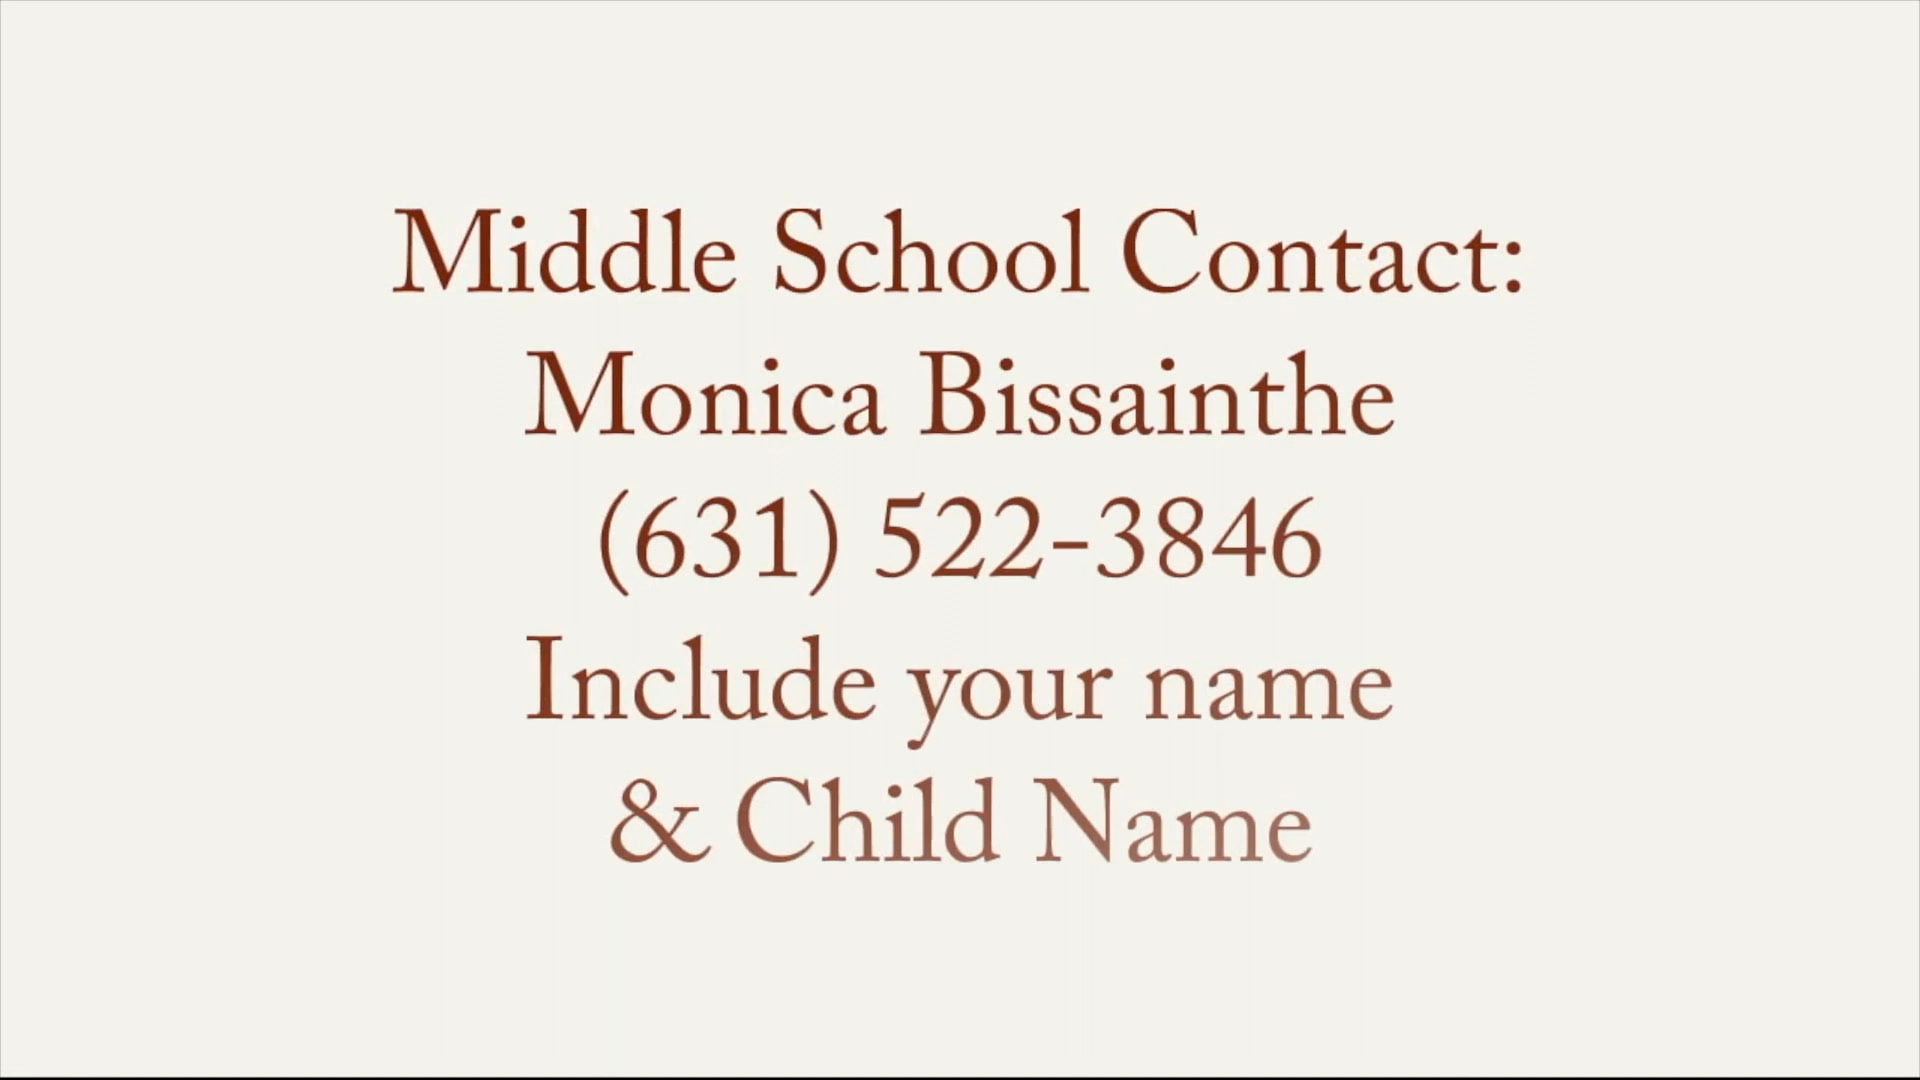 Middle School Contact:
Monica Bissainthe
(631) 522-3846
Include your name
& Child Name